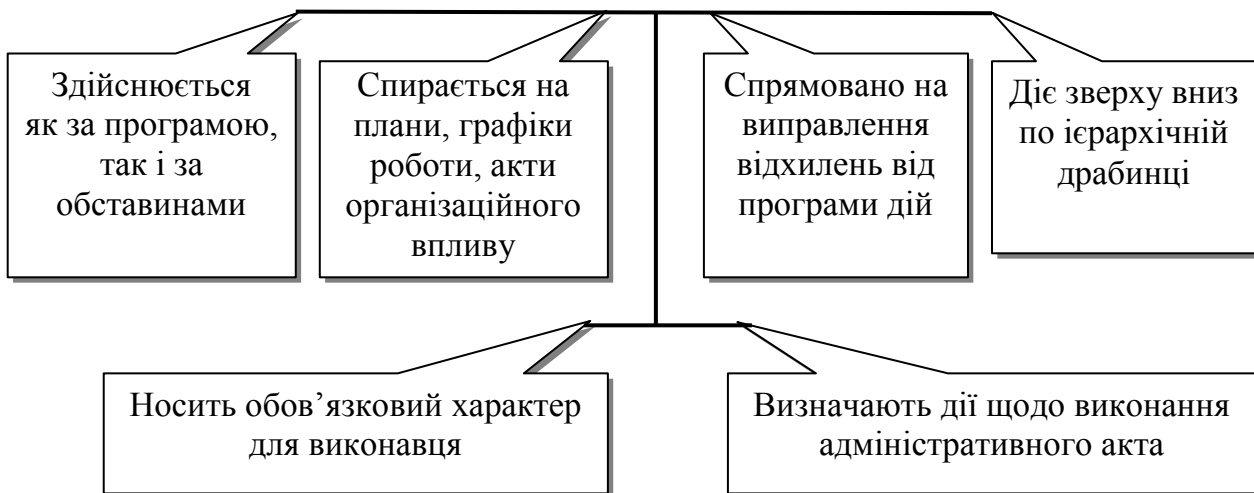 Здійснюється
як за програмою,
так і за
обставинами
Спирається на
плани, графіки
роботи, акти
організаційного
впливу
Спрямовано на
виправлення
відхилень від
програми дій
Діє зверху вниз
по ієрархічній
драбинці
Носить обов’язковий характер
для виконавця
Визначають дії щодо виконання
адміністративного акта